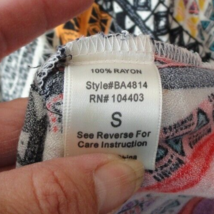 100% RAYON
Style#BA4814
RN# 104403
S
See Reverse For
Care Instruction